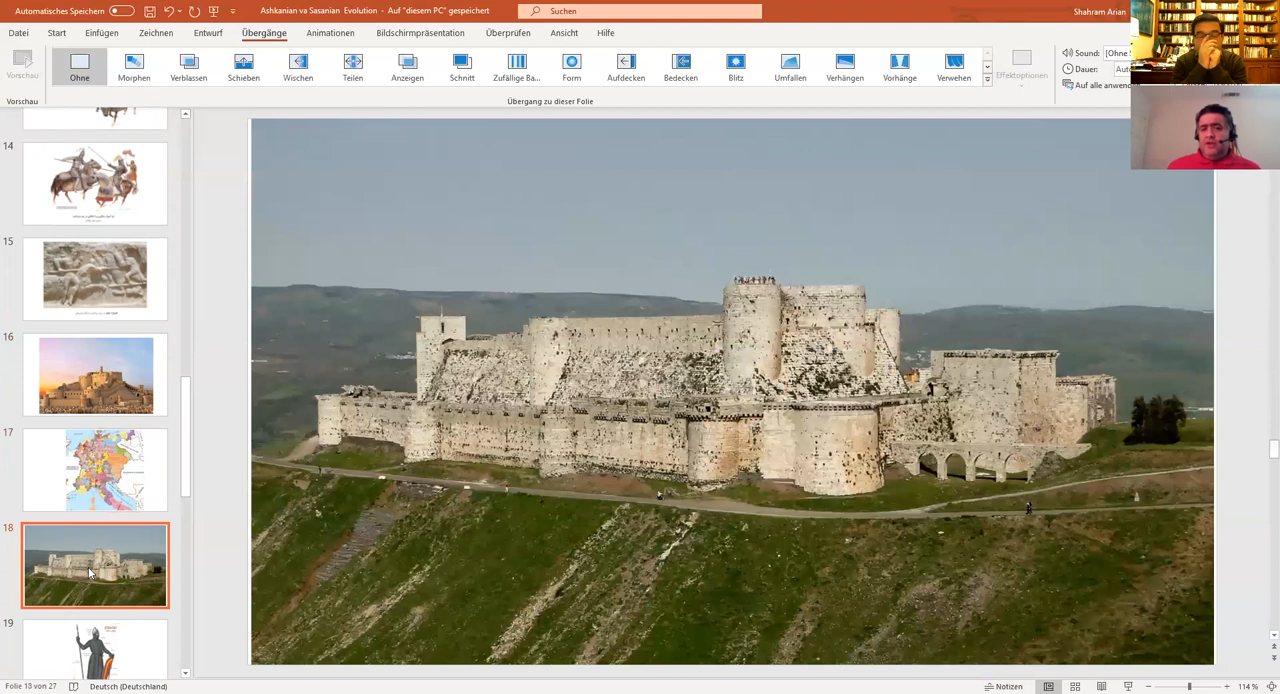 Automatisches Speichern
Ashkanian va Sasanian Evolution - Auf "diesem PC" gespeichert
Suchen
Shahram Arian
Datei Start Einfügen Zeichnen Entwurf Übergänge Animationen Bildschirmpräsentation Überprüfen Ansicht Hilfe
Vorschau
Ohne Morphen Verblassen Schieben Wischen Teilen Anzeigen Schnitt Zufällige Ba... Form Aufdecken Bedecken Blitz Umfallen Verhängen Vorhänge Verwehen
Effektoptionen
Sound: [Ohne
Dauer:
Auf alle
Vorschau
Übergang zu dieser Folie
14
15
16
17
18
19
Folie 18 von 27
Deutsch (Deutschland)
Notizen
114 %